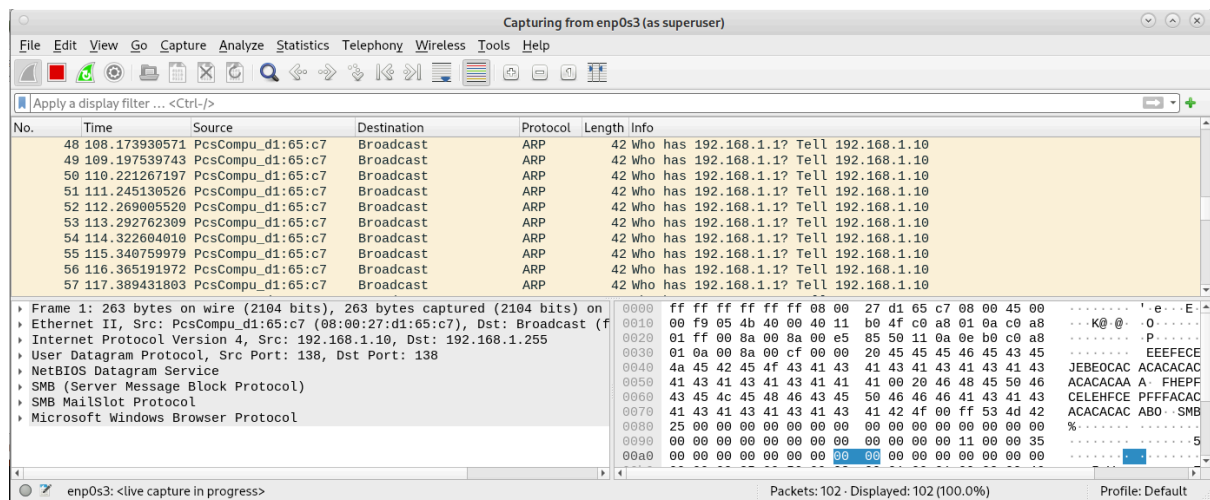 Capturing from enp0s3 (as superuser)
File Edit View Go Capture Analyze Statistics Telephony Wireless Tools Help
Apply a display filter … <Ctrl-/>
No. Time Source Destination Protocol Length Info
48 108.173930571 PcsCompu_d1:65:c7 Broadcast ARP 42 Who has 192.168.1.1? Tell 192.168.1.10
49 109.197539743 PcsCompu_d1:65:c7 Broadcast ARP 42 Who has 192.168.1.1? Tell 192.168.1.10
50 110.221267197 PcsCompu_d1:65:c7 Broadcast ARP 42 Who has 192.168.1.1? Tell 192.168.1.10
51 111.245130526 PcsCompu_d1:65:c7 Broadcast ARP 42 Who has 192.168.1.1? Tell 192.168.1.10
52 112.269005520 PcsCompu_d1:65:c7 Broadcast ARP 42 Who has 192.168.1.1? Tell 192.168.1.10
53 113.292762309 PcsCompu_d1:65:c7 Broadcast ARP 42 Who has 192.168.1.1? Tell 192.168.1.10
54 114.322604010 PcsCompu_d1:65:c7 Broadcast ARP 42 Who has 192.168.1.1? Tell 192.168.1.10
55 115.340759979 PcsCompu_d1:65:c7 Broadcast ARP 42 Who has 192.168.1.1? Tell 192.168.1.10
56 116.365191972 PcsCompu_d1:65:c7 Broadcast ARP 42 Who has 192.168.1.1? Tell 192.168.1.10
57 117.389431803 PcsCompu_d1:65:c7 Broadcast ARP 42 Who has 192.168.1.1? Tell 192.168.1.10
Frame 1: 263 bytes on wire (2104 bits), 263 bytes captured (2104 bits) on
Ethernet II, Src: PcsCompu_d1:65:c7 (08:00:27:d1:65:c7), Dst: Broadcast (f
Internet Protocol Version 4, Src: 192.168.1.10, Dst: 192.168.1.255
User Datagram Protocol, Src Port: 138, Dst Port: 138
NetBIOS Datagram Service
SMB (Server Message Block Protocol)
SMB MailSlot Protocol
Microsoft Windows Browser Protocol
0000 ff ff ff ff ff ff 08 00 27 d1 65 c7 08 00 45 00 ········ '·e···E·
0010 00 f9 05 4b 40 00 40 11 b0 4f c0 a8 01 0a c0 a8 ···K@·@· ·O······
0020 01 ff 00 8a 00 8a 00 e5 85 50 11 0a 0e b0 c0 a8 ········ ·P······
0030 01 0a 00 8a 00 cf 00 00 20 45 45 45 46 45 43 45 ········ EEEFECE
0040 4a 45 42 45 4f 43 41 43 41 43 41 43 41 43 41 43 JEBEOCAC ACACACAC
0050 41 43 41 43 41 43 41 41 41 00 20 46 48 45 50 46 ACACACAA A· FHEPF
0060 43 45 4c 45 48 46 43 45 50 46 46 46 41 43 41 43 CELEHFCE PFFFACAC
0070 41 43 41 43 41 43 41 43 41 42 4f 00 ff 53 4d 42 ACACACAC ABO··SMB
0080 25 00 00 00 00 00 00 00 00 00 00 00 00 00 00 00 %······· ········
0090 00 00 00 00 00 00 00 00 00 00 00 00 11 00 00 35 ········ ·······5
00a0 00 00 00 00 00 00 00 00 00 00 00 00 00 00 00 00 ········ ········
enp0s3: <live capture in progress> Packets: 102 · Displayed: 102 (100.0%) Profile: Default